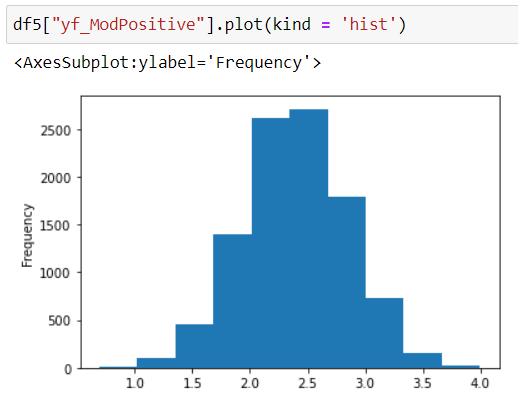 df5["yf_ModPositive"].plot(kind = 'hist')
<AxesSubplot:ylabel='Frequency'>
2500
2000
1500
1000
500
0
Frequency
1.0 1.5 2.0 2.5 3.0 3.5 4.0